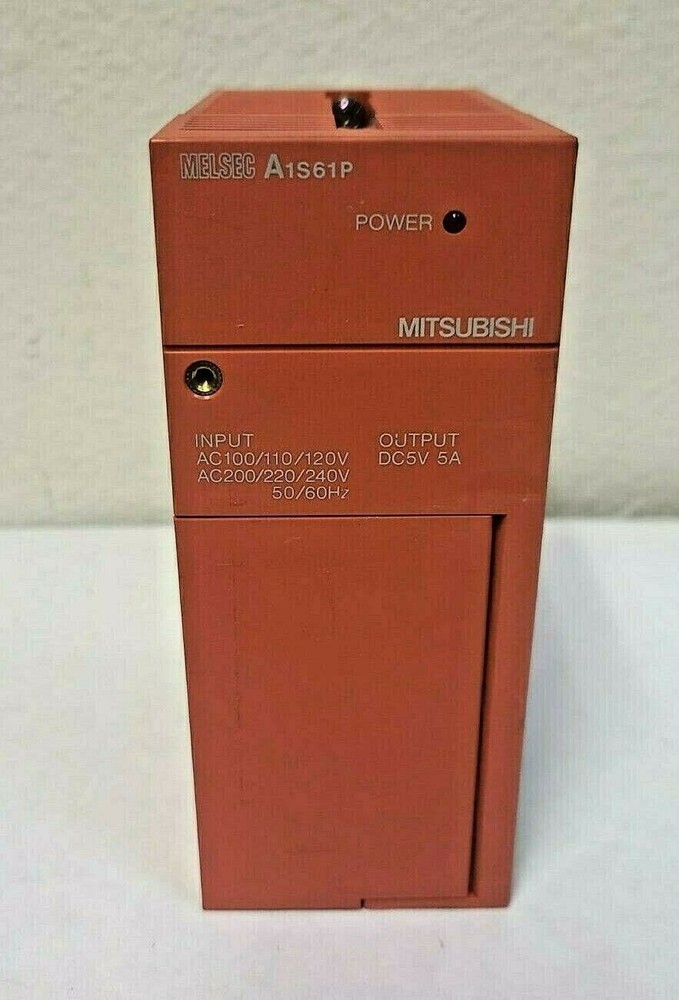 MELSEC A1S61P
POWER
MITSUBISHI
INPUT OUTPUT
AC100/110/120V DC5V 5A
AC200/220/240V
50/60Hz